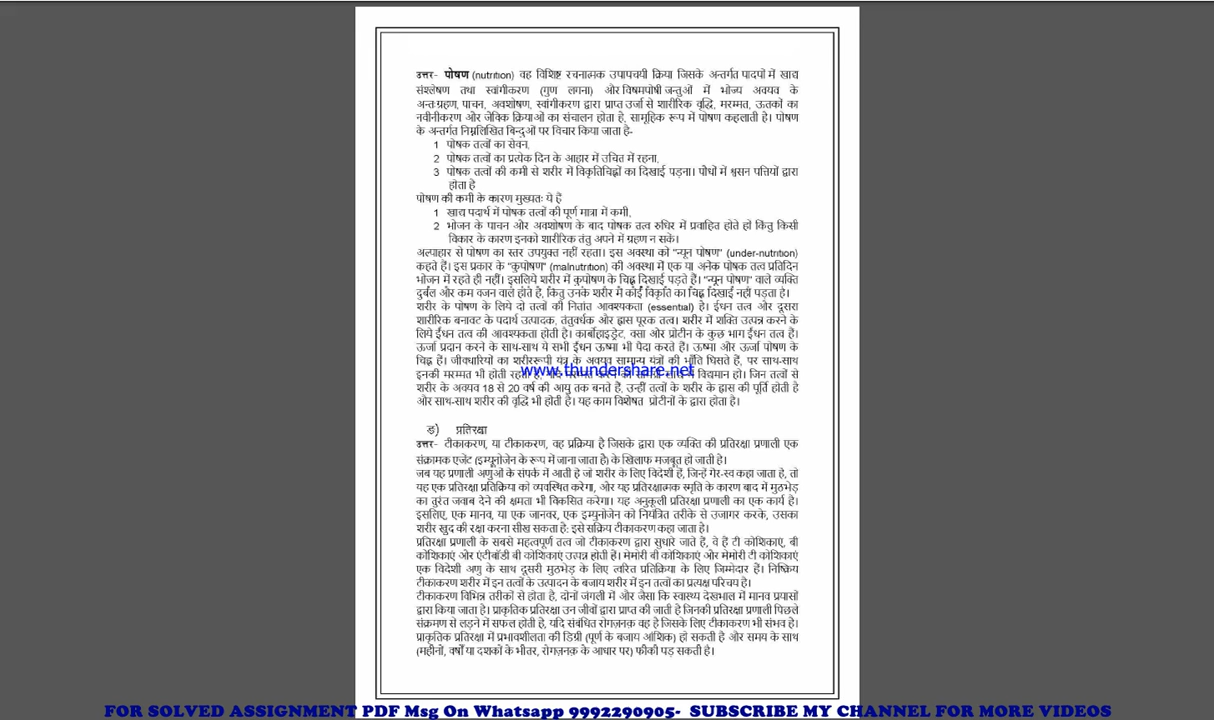 उत्तर- पोषण (nutrition) वह विशिष्ट रचनात्मक उपापचयी क्रिया जिसके अन्तर्गत पादपों में खाद्य
संश्लेषण तथा स्वांगीकरण (गुण लगना) और विषमपोषी जन्तुओं में भोज्य अवयव के
अन्तःग्रहण, पाचन, अवशोषण, स्वांगीकरण द्वारा प्राप्त उर्जा से शारीरिक वृद्धि, मरम्मत, ऊतकों का
नवीनीकरण और जैविक क्रियाओं का संचालन होता है, सामूहिक रूप में पोषण कहलाती है। पोषण
के अन्तर्गत निम्नलिखित बिन्दुओं पर विचार किया जाता है-
1 पोषक तत्वों का सेवन,
2 पोषक तत्वों का प्रत्येक दिन के आहार में उचित में रहना,
3 पोषक तत्वों की कमी से शरीर में विकृतिचिह्नों का दिखाई पड़ना। पौधों में श्वसन पत्तियों द्वारा
होता है
पोषण की कमी के कारण मुख्यतः ये हैं
1 खाद्य पदार्थ में पोषक तत्वों की पूर्ण मात्रा में कमी,
2 भोजन के पाचन और अवशोषण के बाद पोषक तत्व रुधिर में प्रवाहित होते हों किंतु किसी
विकार के कारण इनको शारीरिक तंतु अपने में ग्रहण न सकें।
अल्पाहार से पोषण का स्तर उपयुक्त नहीं रहता। इस अवस्था को "न्यून पोषण" (under-nutrition)
कहते हैं। इस प्रकार के "कुपोषण" (malnutrition) की अवस्था में एक या अनेक पोषक तत्व प्रतिदिन
भोजन में रहते ही नहीं। इसलिये शरीर में कुपोषण के चिह्न दिखाई पड़ते हैं। "न्यून पोषण" वाले व्यक्ति
दुर्बल और कम वजन वाले होते है, किंतु उनके शरीर में कोई विकृति का चिह्न दिखाई नहीं पड़ता है।
शरीर के पोषण के लिये दो तत्वों की नितांत आवश्यकता (essential) है। ईंधन तत्व और दूसरा
शारीरिक बनावट के पदार्थ उत्पादक, तंतुवर्धक और ह्रास पूरक तत्व। शरीर में शक्ति उत्पन्न करने के
लिये ईंधन तत्व की आवश्यकता होती है। कार्बोहाइड्रेट, वसा और प्रोटीन के कुछ भाग ईंधन तत्व हैं।
ऊर्जा प्रदान करने के साथ-साथ ये सभी ईंधन ऊष्मा भी पैदा करते हैं। ऊष्मा और ऊर्जा पोषण के
चिह्न हैं। जीवधारियों का शरीररूपी यंत्र के अवयव सामान्य यंत्रों की भाँति घिसते हैं, पर साथ-साथ
इनकी मरम्मत भी होती विद्यमान हो। जिन तत्वों से
www.thundershare.net
शरीर के अवयव 18 से 20 वर्ष की आयु तक बनते हैं, उन्हीं तत्वों के शरीर के ह्रास की पूर्ति होती है
और साथ-साथ शरीर की वृद्धि भी होती है। यह काम विशेषत प्रोटीनों के द्वारा होता है।
ङ) प्रतिरक्षा
उत्तर- टीकाकरण, या टीकाकरण, वह प्रक्रिया है जिसके द्वारा एक व्यक्ति की प्रतिरक्षा प्रणाली एक
संक्रामक एजेंट (इम्यूनोजेन के रूप में जाना जाता है) के खिलाफ मजबूत हो जाती है।
जब यह प्रणाली अणुओं के संपर्क में आती है जो शरीर के लिए विदेशी हैं, जिन्हें गैर-स्व कहा जाता है, तो
यह एक प्रतिरक्षा प्रतिक्रिया को व्यवस्थित करेगा, और यह प्रतिरक्षात्मक स्मृति के कारण बाद में मुठभेड़
का तुरंत जवाब देने की क्षमता भी विकसित करेगा। यह अनुकूली प्रतिरक्षा प्रणाली का एक कार्य है।
इसलिए, एक मानव, या एक जानवर, एक इम्युनोजेन को नियंत्रित तरीके से उजागर करके, उसका
शरीर खुद की रक्षा करना सीख सकता है: इसे सक्रिय टीकाकरण कहा जाता है।
प्रतिरक्षा प्रणाली के सबसे महत्वपूर्ण तत्व जो टीकाकरण द्वारा सुधारे जाते हैं, वे हैं टी कोशिकाएं, बी
कोशिकाएं और एंटीबॉडी बी कोशिकाएं उत्पन्न होती हैं। मेमोरी बी कोशिकाएं और मेमोरी टी कोशिकाएं
एक विदेशी अणु के साथ दूसरी मुठभेड़ के लिए त्वरित प्रतिक्रिया के लिए जिम्मेदार हैं। निष्क्रिय
टीकाकरण शरीर में इन तत्वों के उत्पादन के बजाय शरीर में इन तत्वों का प्रत्यक्ष परिचय है।
टीकाकरण विभिन्न तरीकों से होता है, दोनों जंगली में और जैसा कि स्वास्थ्य देखभाल में मानव प्रयासों
द्वारा किया जाता है। प्राकृतिक प्रतिरक्षा उन जीवों द्वारा प्राप्त की जाती है जिनकी प्रतिरक्षा प्रणाली पिछले
संक्रमण से लड़ने में सफल होती है, यदि संबंधित रोगज़नक़ वह है जिसके लिए टीकाकरण भी संभव है।
प्राकृतिक प्रतिरक्षा में प्रभावशीलता की डिग्री (पूर्ण के बजाय आंशिक) हो सकती है और समय के साथ
(महीनों, वर्षों या दशकों के भीतर, रोगज़नक़ के आधार पर) फीकी पड़ सकती है।
FOR SOLVED ASSIGNMENT PDF Msg On Whatsapp 9992290905- SUBSCRIBE MY CHANNEL FOR MORE VIDEOS